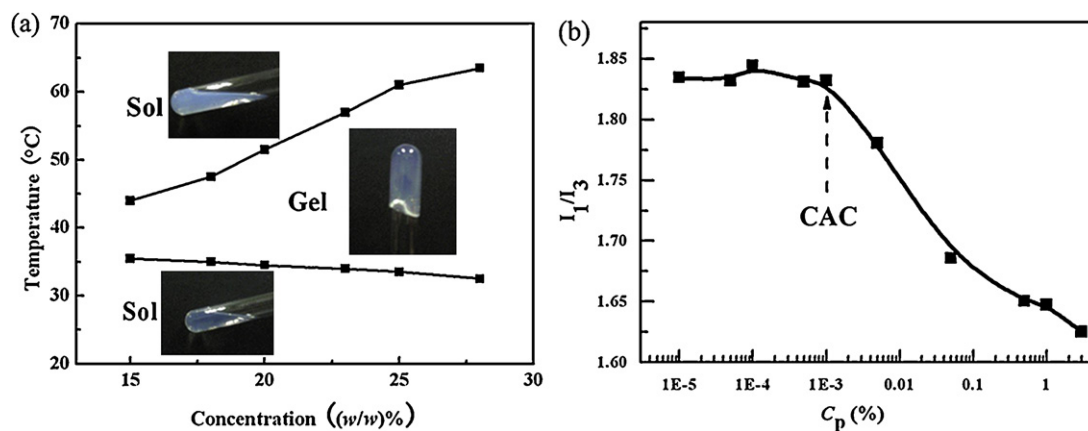 (a)
70
60
50
40
30
20
Temperature (°C)
Sol
Gel
Sol
15
20
25
30
Concentration ((w/w)%
(b)
1.85
1.80
1.75
1.70
1.65
1.60
I1/I3
CAC
1E-5
1E-4
1E-3
0.01
0.1
1
Cp (%)